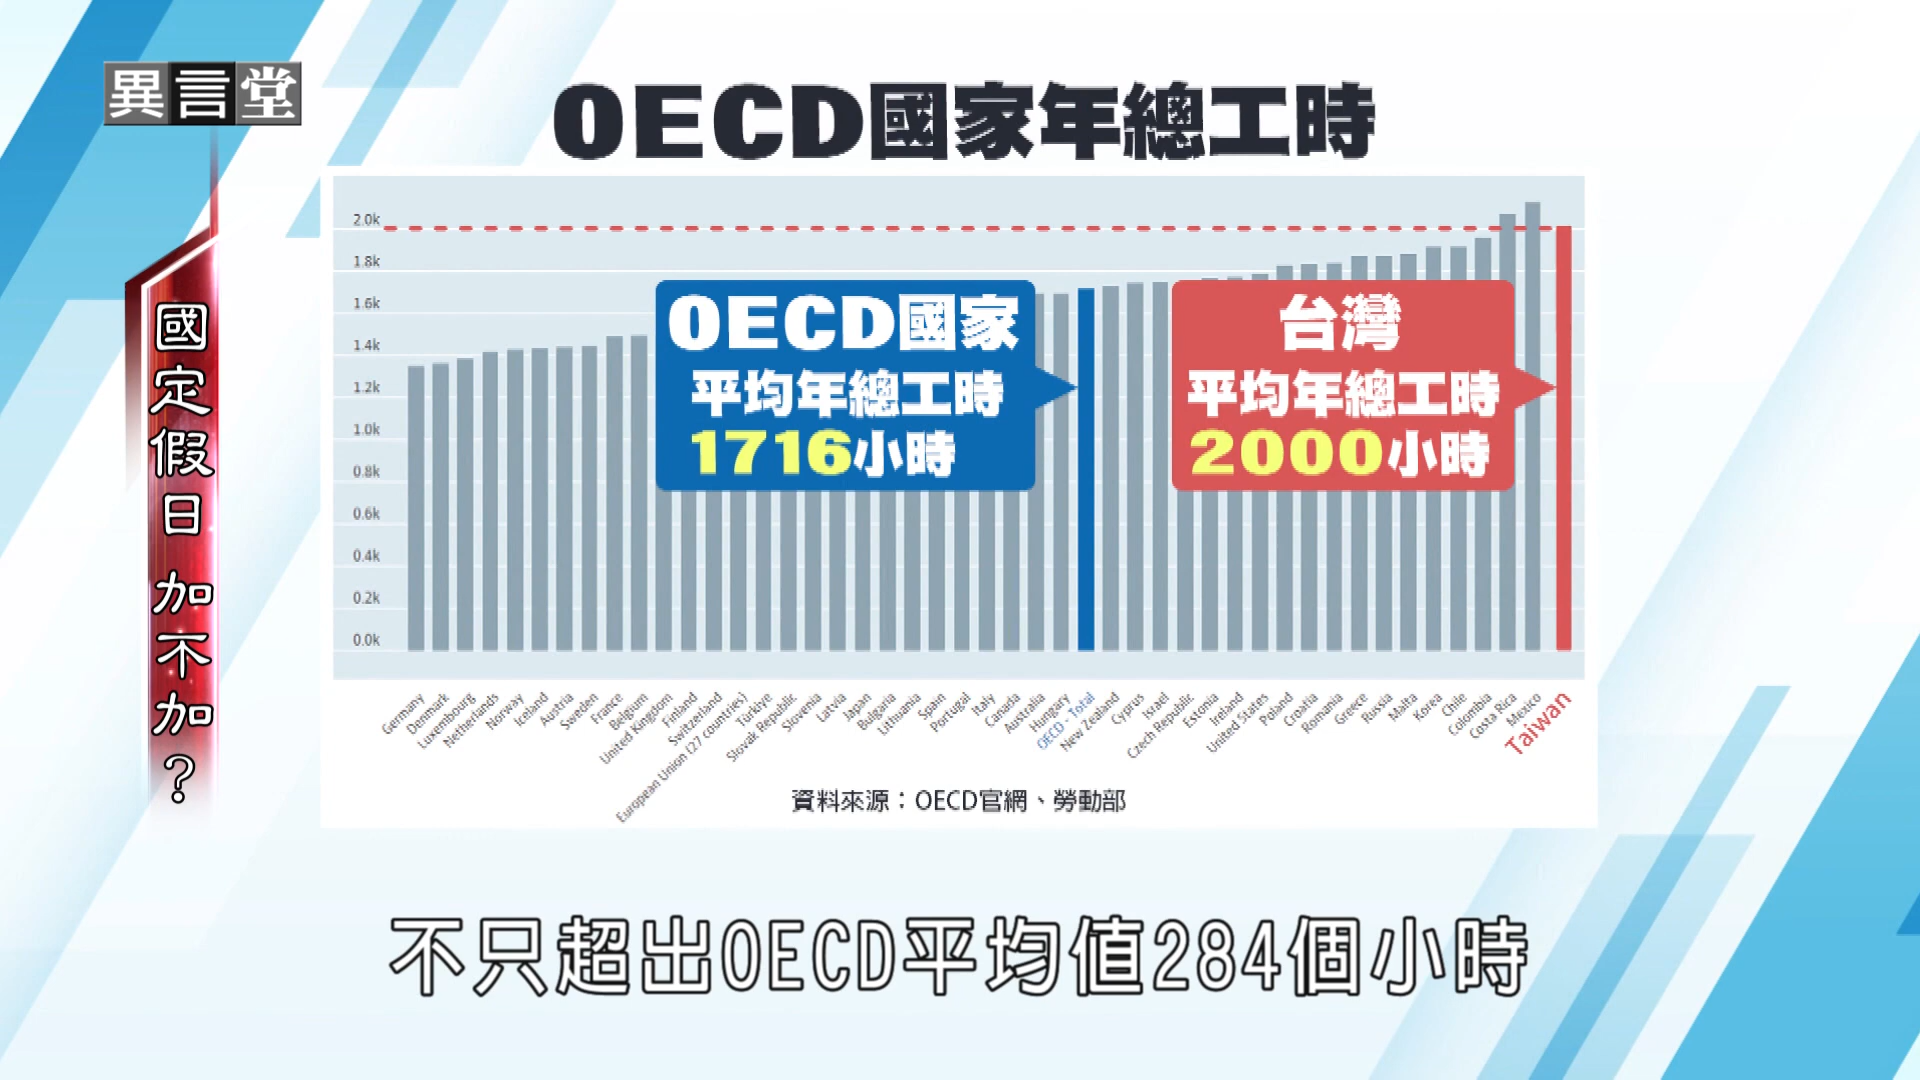 異言堂
OECD國家年總工時
國定假日 加不加？
2.0k
1.8k
1.6k
1.4k
1.2k
1.0k
0.8k
0.6k
0.4k
0.2k
0.0k
OECD國家
平均年總工時
1716小時
台灣
平均年總工時
2000小時
Germany
Denmark
Luxembourg
Netherlands
Norway
Iceland
Austria
Sweden
France
Belgium
United Kingdom
Finland
Switzerland
European Union (27 countries)
Türkiye
Slovak Republic
Slovenia
Latvia
Japan
Bulgaria
Lithuania
Spain
Portugal
Italy
Canada
Australia
Hungary
OECD - Total
New Zealand
Cyprus
Israel
Czech Republic
Estonia
Ireland
United States
Poland
Croatia
Romania
Greece
Russia
Malta
Korea
Chile
Colombia
Costa Rica
Mexico
Taiwan
資料來源：OECD官網、勞動部
不只超出OECD平均值284個小時